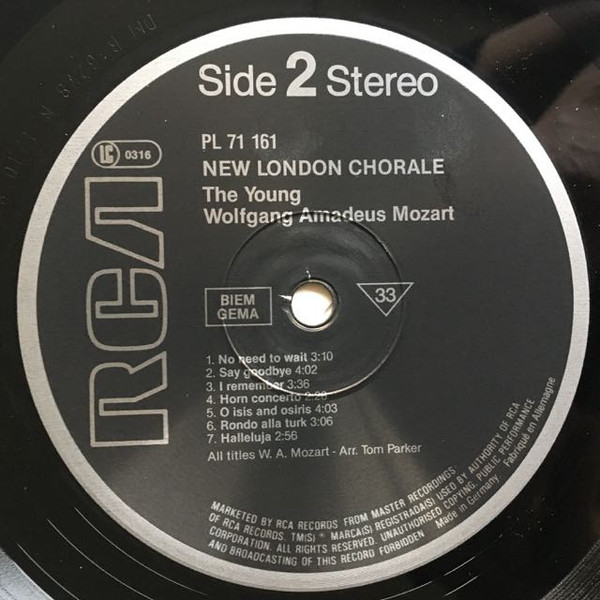 Side 2 Stereo
PL 71 161
LC 0316
NEW LONDON CHORALE
The Young
Wolfgang Amadeus Mozart
RCA
BIEM
GEMA
33
1. No need to wait 3:10
2. Say goodbye 4:02
3. I remember 3:36
4. Horn concerto 2:28
5. O isis and osiris 4:03
6. Rondo alla turk 3:06
7. Halleluja 2:56
All titles W. A. Mozart - Arr. Tom Parker
MARKETED BY RCA RECORDS FROM MASTER RECORDINGS
OF RCA RECORDS. TM(S) ® MARCA(S) REGISTRADA(S) USED BY AUTHORITY OF RCA
CORPORATION. ALL RIGHTS RESERVED. UNAUTHORISED COPYING, PUBLIC PERFORMANCE
AND BROADCASTING OF THIS RECORD FORBIDDEN Made in Germany. Fabriqué en Allemagne